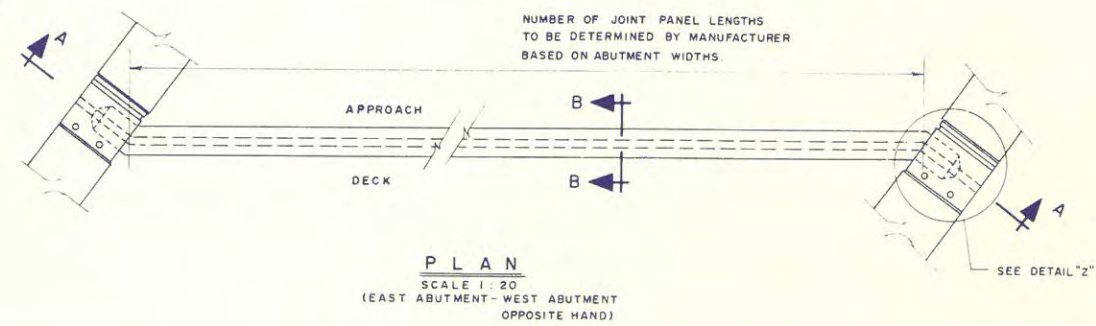 NUMBER OF JOINT PANEL LENGTHS
TO BE DETERMINED BY MANUFACTURER
BASED ON ABUTMENT WIDTHS.
A
B
APPROACH
B
DECK
A
SEE DETAIL "Z"
PLAN
SCALE 1:20
(EAST ABUTMENT - WEST ABUTMENT
OPPOSITE HAND)